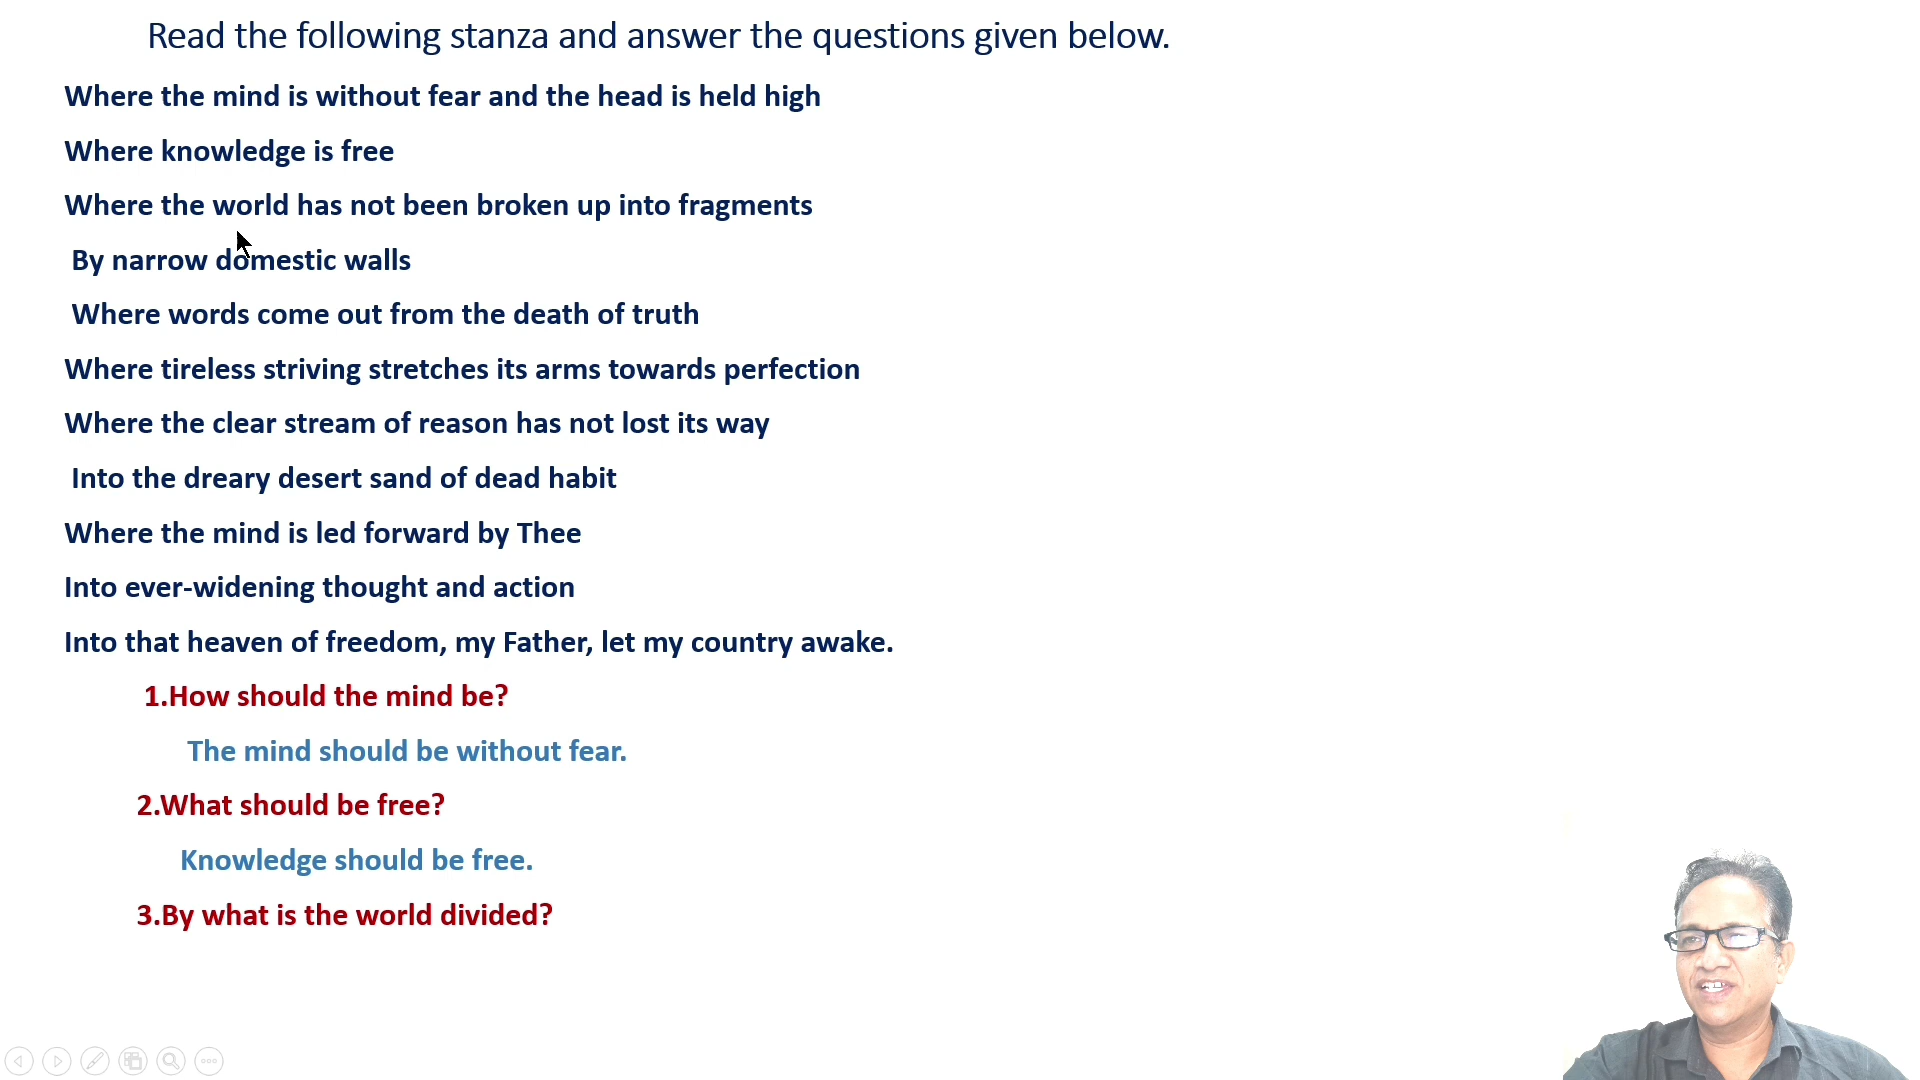 Read the following stanza and answer the questions given below.
Where the mind is without fear and the head is held high
Where knowledge is free
Where the world has not been broken up into fragments
By narrow domestic walls
Where words come out from the death of truth
Where tireless striving stretches its arms towards perfection
Where the clear stream of reason has not lost its way
Into the dreary desert sand of dead habit
Where the mind is led forward by Thee
Into ever-widening thought and action
Into that heaven of freedom, my Father, let my country awake.
1.How should the mind be?
The mind should be without fear.
2.What should be free?
Knowledge should be free.
3.By what is the world divided?